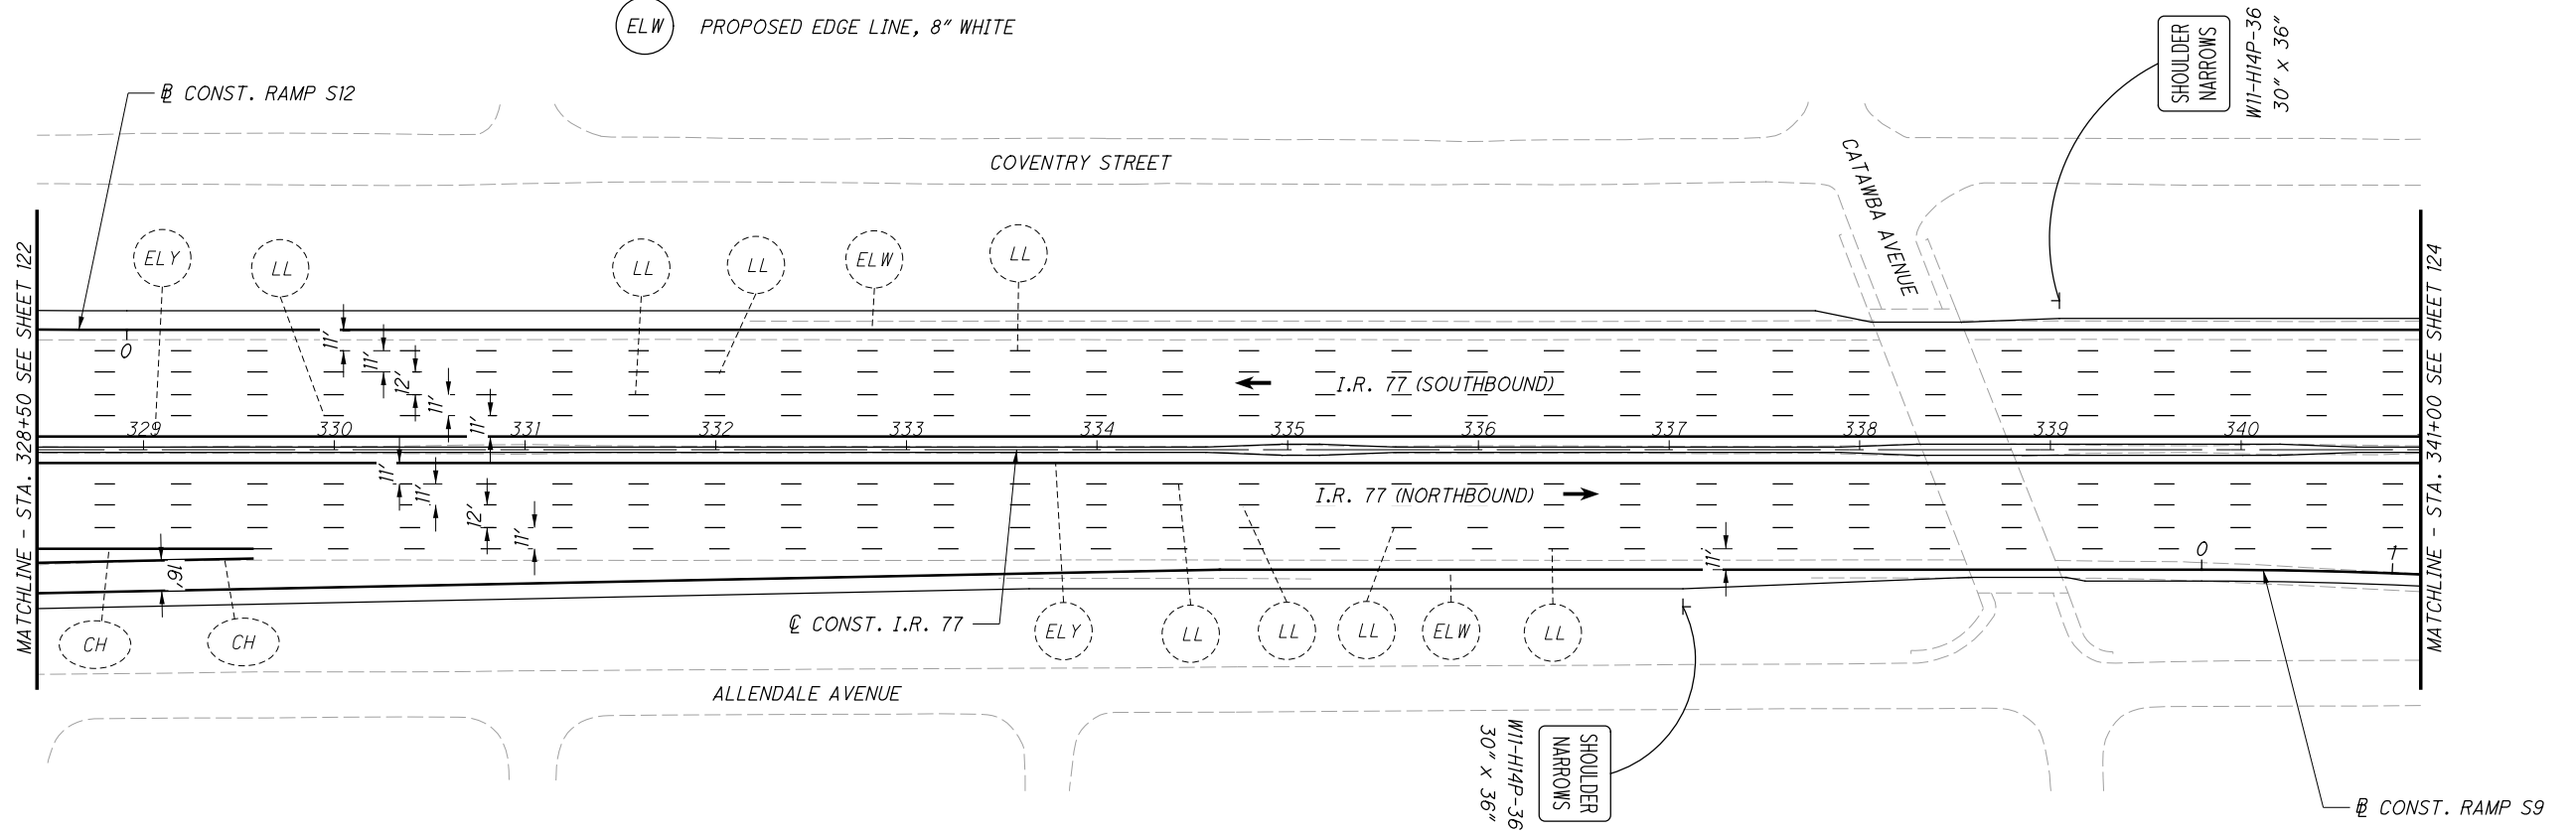 ELW PROPOSED EDGE LINE, 8" WHITE
SHOULDER
NARROWS
W11-H14P-36
30" x 36"
℄ CONST. RAMP S12
COVENTRY STREET
CATAWBA AVENUE
MATCHLINE - STA. 328+50 SEE SHEET 122
MATCHLINE - STA. 341+00 SEE SHEET 124
ELY
LL
LL
LL
ELW
LL
0
11'
11'
12'
11'
11'
I.R. 77 (SOUTHBOUND)
329 330 331 332 333 334 335 336 337 338 339 340
11'
11'
12'
11'
I.R. 77 (NORTHBOUND)
11'
0
1
16'
CH
CH
℄ CONST. I.R. 77
ELY
LL
LL
LL
ELW
LL
ALLENDALE AVENUE
SHOULDER
NARROWS
W11-H14P-36
30" x 36"
℄ CONST. RAMP S9